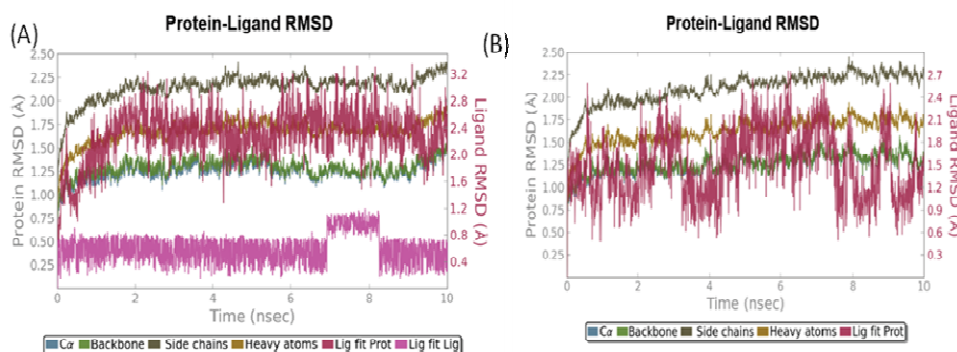 (A)
Protein-Ligand RMSD
2.50
2.25
2.00
1.75
1.50
1.25
1.00
0.75
0.50
0.25
Protein RMSD (Å)
3.2
2.8
2.4
2.0
1.6
1.2
0.8
0.4
Ligand RMSD (Å)
0 2 4 6 8 10
Time (nsec)
Cα Backbone Side chains Heavy atoms Lig fit Prot Lig fit Lig
(B)
Protein-Ligand RMSD
2.50
2.25
2.00
1.75
1.50
1.25
1.00
0.75
0.50
0.25
Protein RMSD (Å)
2.7
2.4
2.1
1.8
1.5
1.2
0.9
0.6
0.3
Ligand RMSD (Å)
0 2 4 6 8 10
Time (nsec)
Cα Backbone Side chains Heavy atoms Lig fit Prot